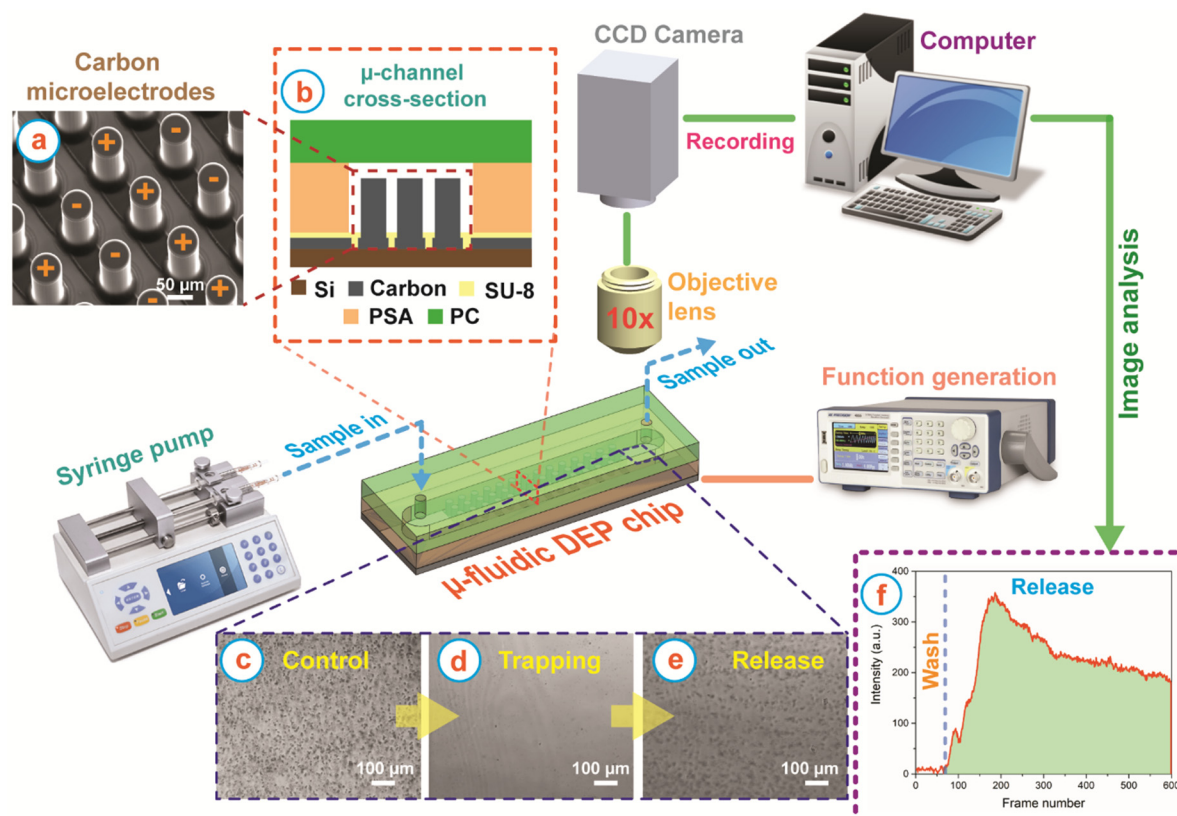 Carbon
microelectrodes
a
+
-
+
-
+
-
+
-
+
-
+
50 µm
b
µ-channel
cross-section
Si
Carbon
SU-8
PSA
PC
CCD Camera
Recording
Computer
Objective
lens
10x
Image analysis
Sample out
Function generation
Sample in
Syringe pump
µ-fluidic DEP chip
c
Control
100 µm
d
Trapping
100 µm
e
Release
100 µm
f
Release
Wash
Intensity (a.u.)
400
300
200
100
0
0 100 200 300 400 500 600
Frame number